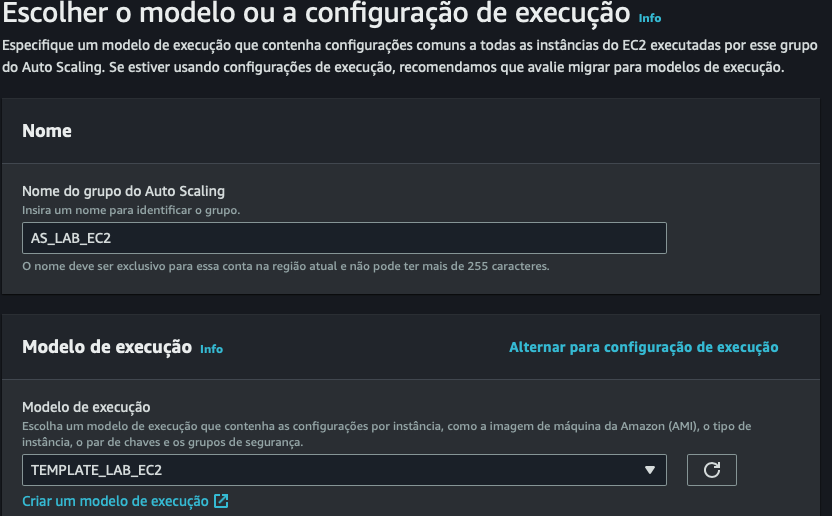 Escolher o modelo ou a configuração de execução Info
Especifique um modelo de execução que contenha configurações comuns a todas as instâncias do EC2 executadas por esse grupo
do Auto Scaling. Se estiver usando configurações de execução, recomendamos que avalie migrar para modelos de execução.
Nome
Nome do grupo do Auto Scaling
Insira um nome para identificar o grupo.
AS_LAB_EC2
O nome deve ser exclusivo para essa conta na região atual e não pode ter mais de 255 caracteres.
Modelo de execução Info Alternar para configuração de execução
Modelo de execução
Escolha um modelo de execução que contenha as configurações por instância, como a imagem de máquina da Amazon (AMI), o tipo de
instância, o par de chaves e os grupos de segurança.
TEMPLATE_LAB_EC2
Criar um modelo de execução